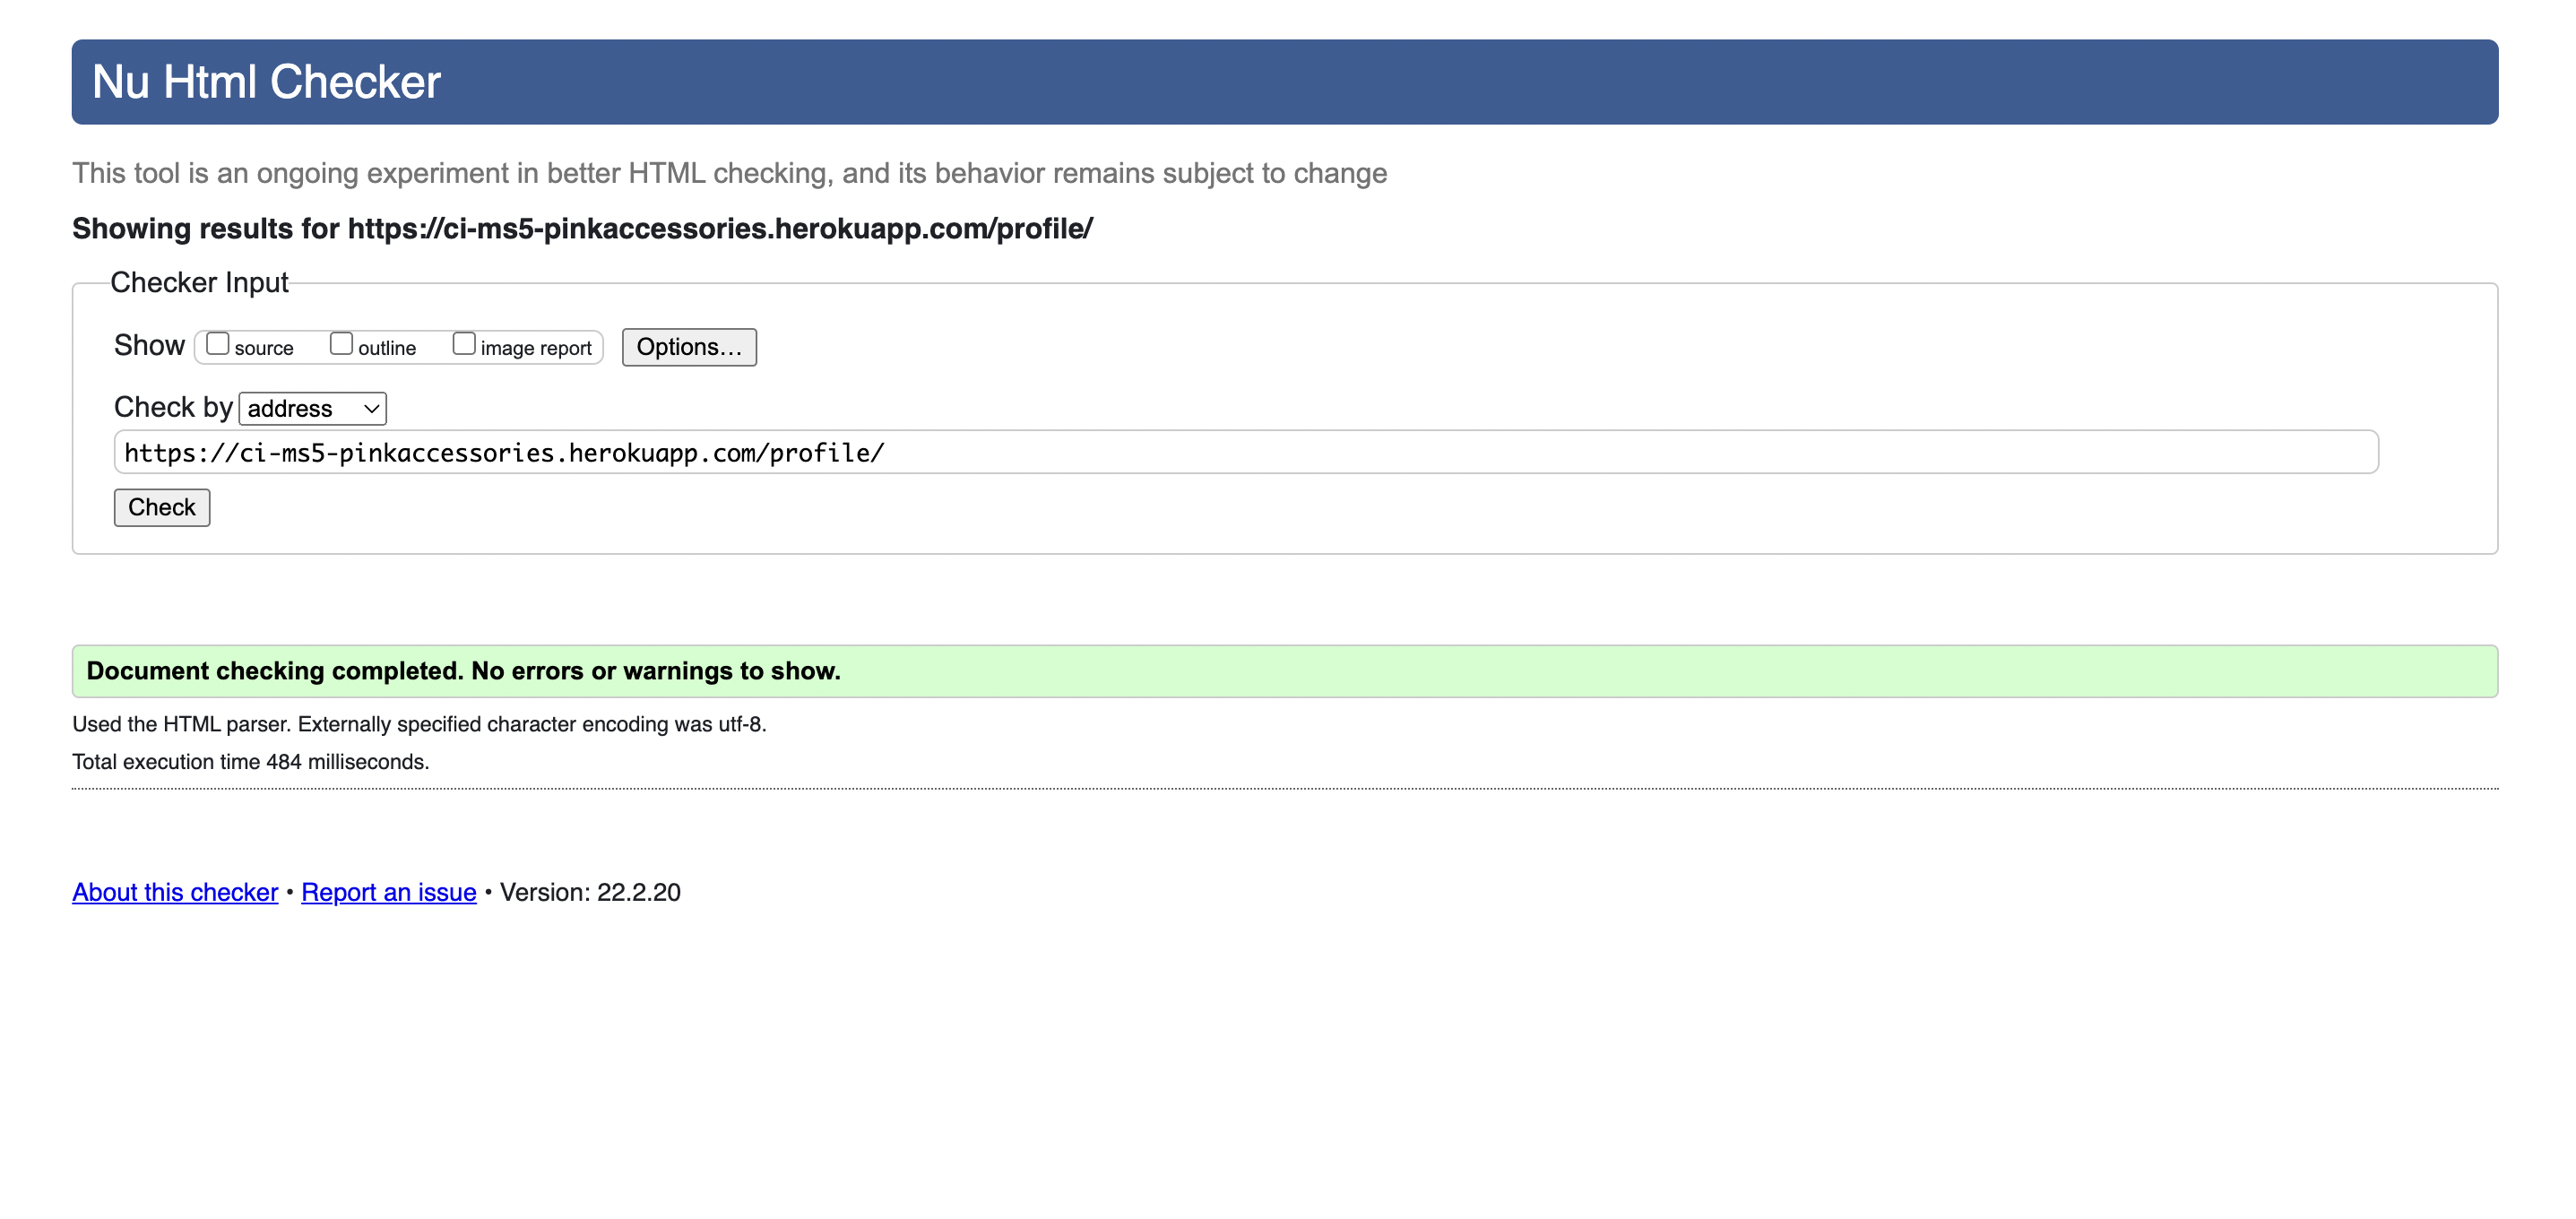 Nu Html Checker
This tool is an ongoing experiment in better HTML checking, and its behavior remains subject to change
Showing results for https://ci-ms5-pinkaccessories.herokuapp.com/profile/
Checker Input
Show source outline image report Options...
Check by address
https://ci-ms5-pinkaccessories.herokuapp.com/profile/
Check
Document checking completed. No errors or warnings to show.
Used the HTML parser. Externally specified character encoding was utf-8.
Total execution time 484 milliseconds.
About this checker • Report an issue • Version: 22.2.20